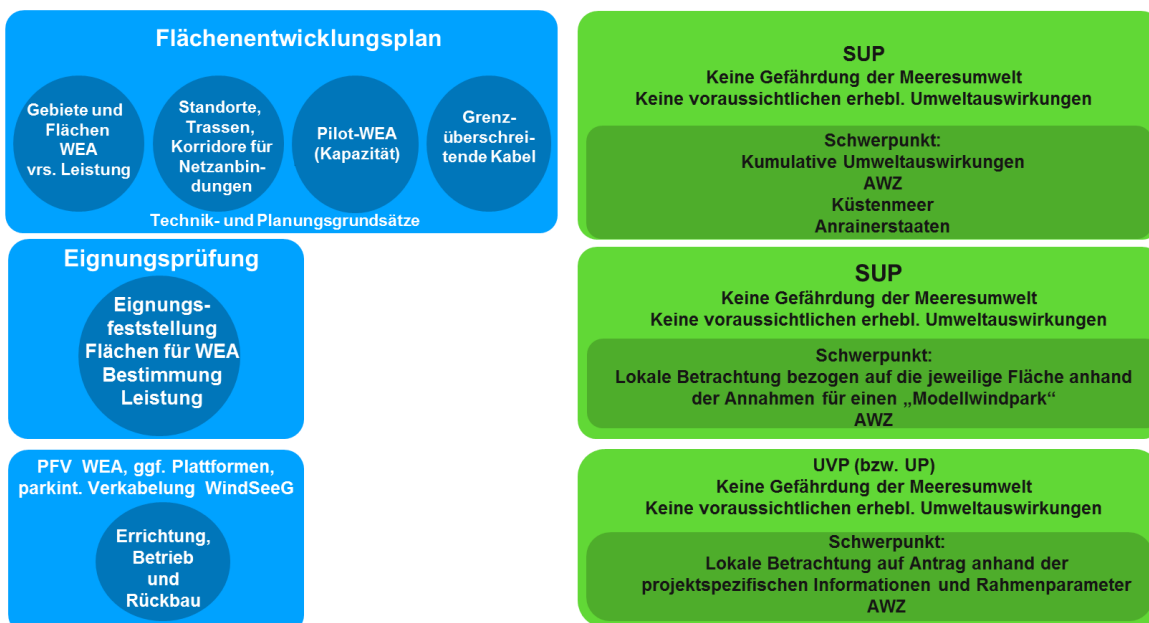 Flächenentwicklungsplan
Gebiete und
Flächen
WEA
vrs. Leistung
Standorte,
Trassen,
Korridore für
Netzanbin-
dungen
Pilot-WEA
(Kapazität)
Grenz-
überschrei-
tende Kabel
Technik- und Planungsgrundsätze
SUP
Keine Gefährdung der Meeresumwelt
Keine voraussichtlichen erhebl. Umweltauswirkungen
Schwerpunkt:
Kumulative Umweltauswirkungen
AWZ
Küstenmeer
Anrainerstaaten
Eignungsprüfung
Eignungs-
feststellung
Flächen für WEA
Bestimmung
Leistung
SUP
Keine Gefährdung der Meeresumwelt
Keine voraussichtlichen erhebl. Umweltauswirkungen
Schwerpunkt:
Lokale Betrachtung bezogen auf die jeweilige Fläche anhand
der Annahmen für einen „Modellwindpark“
AWZ
PFV WEA, ggf. Plattformen,
parkint. Verkabelung WindSeeG
Errichtung,
Betrieb
und
Rückbau
UVP (bzw. UP)
Keine Gefährdung der Meeresumwelt
Keine voraussichtlichen erhebl. Umweltauswirkungen
Schwerpunkt:
Lokale Betrachtung auf Antrag anhand der
projektspezifischen Informationen und Rahmenparameter
AWZ